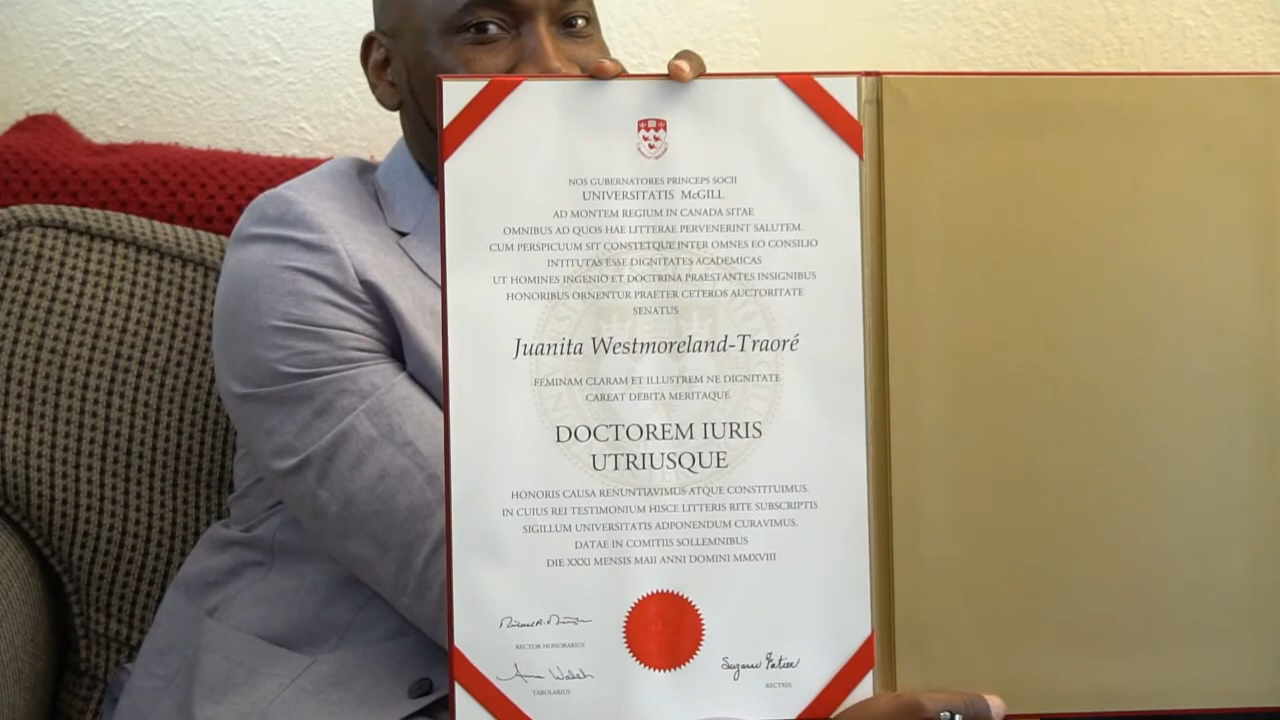 NOS GUBERNATORES PRINCEPS SOCII
UNIVERSITATIS McGILL
AD MONTEM REGIUM IN CANADA SITAE
OMNIBUS AD QUOS HAE LITTERAE PERVENERINT SALUTEM.
CUM PERSPICUUM SIT CONSTETQUE INTER OMNES EO CONSILIO
INTITUTAS ESSE DIGNITATES ACADEMICAS
UT HOMINES INGENIO ET DOCTRINA PRAESTANTES INSIGNIBUS
HONORIBUS ORNENTUR PRAETER CETEROS AUCTORITATE
SENATUS
Juanita Westmoreland-Traoré
FEMINAM CLARAM ET ILLUSTREM NE DIGNITATE
CAREAT DEBITA MERITAQUE
DOCTOREM IURIS
UTRIUSQUE
HONORIS CAUSA RENUNTIAVIMUS ATQUE CONSTITUIMUS.
IN CUIUS REI TESTIMONIUM HISCE LITTERIS RITE SUBSCRIPTIS
SIGILLUM UNIVERSITATIS ADPONENDUM CURAVIMUS.
DATAE IN COMITIIS SOLLEMNIBUS
DIE XXXI MENSIS MAII ANNI DOMINI MMXVIII
RECTOR HONORARIUS
Walsh
TABULARIUS
Suzanne Fortier
RECTRIX